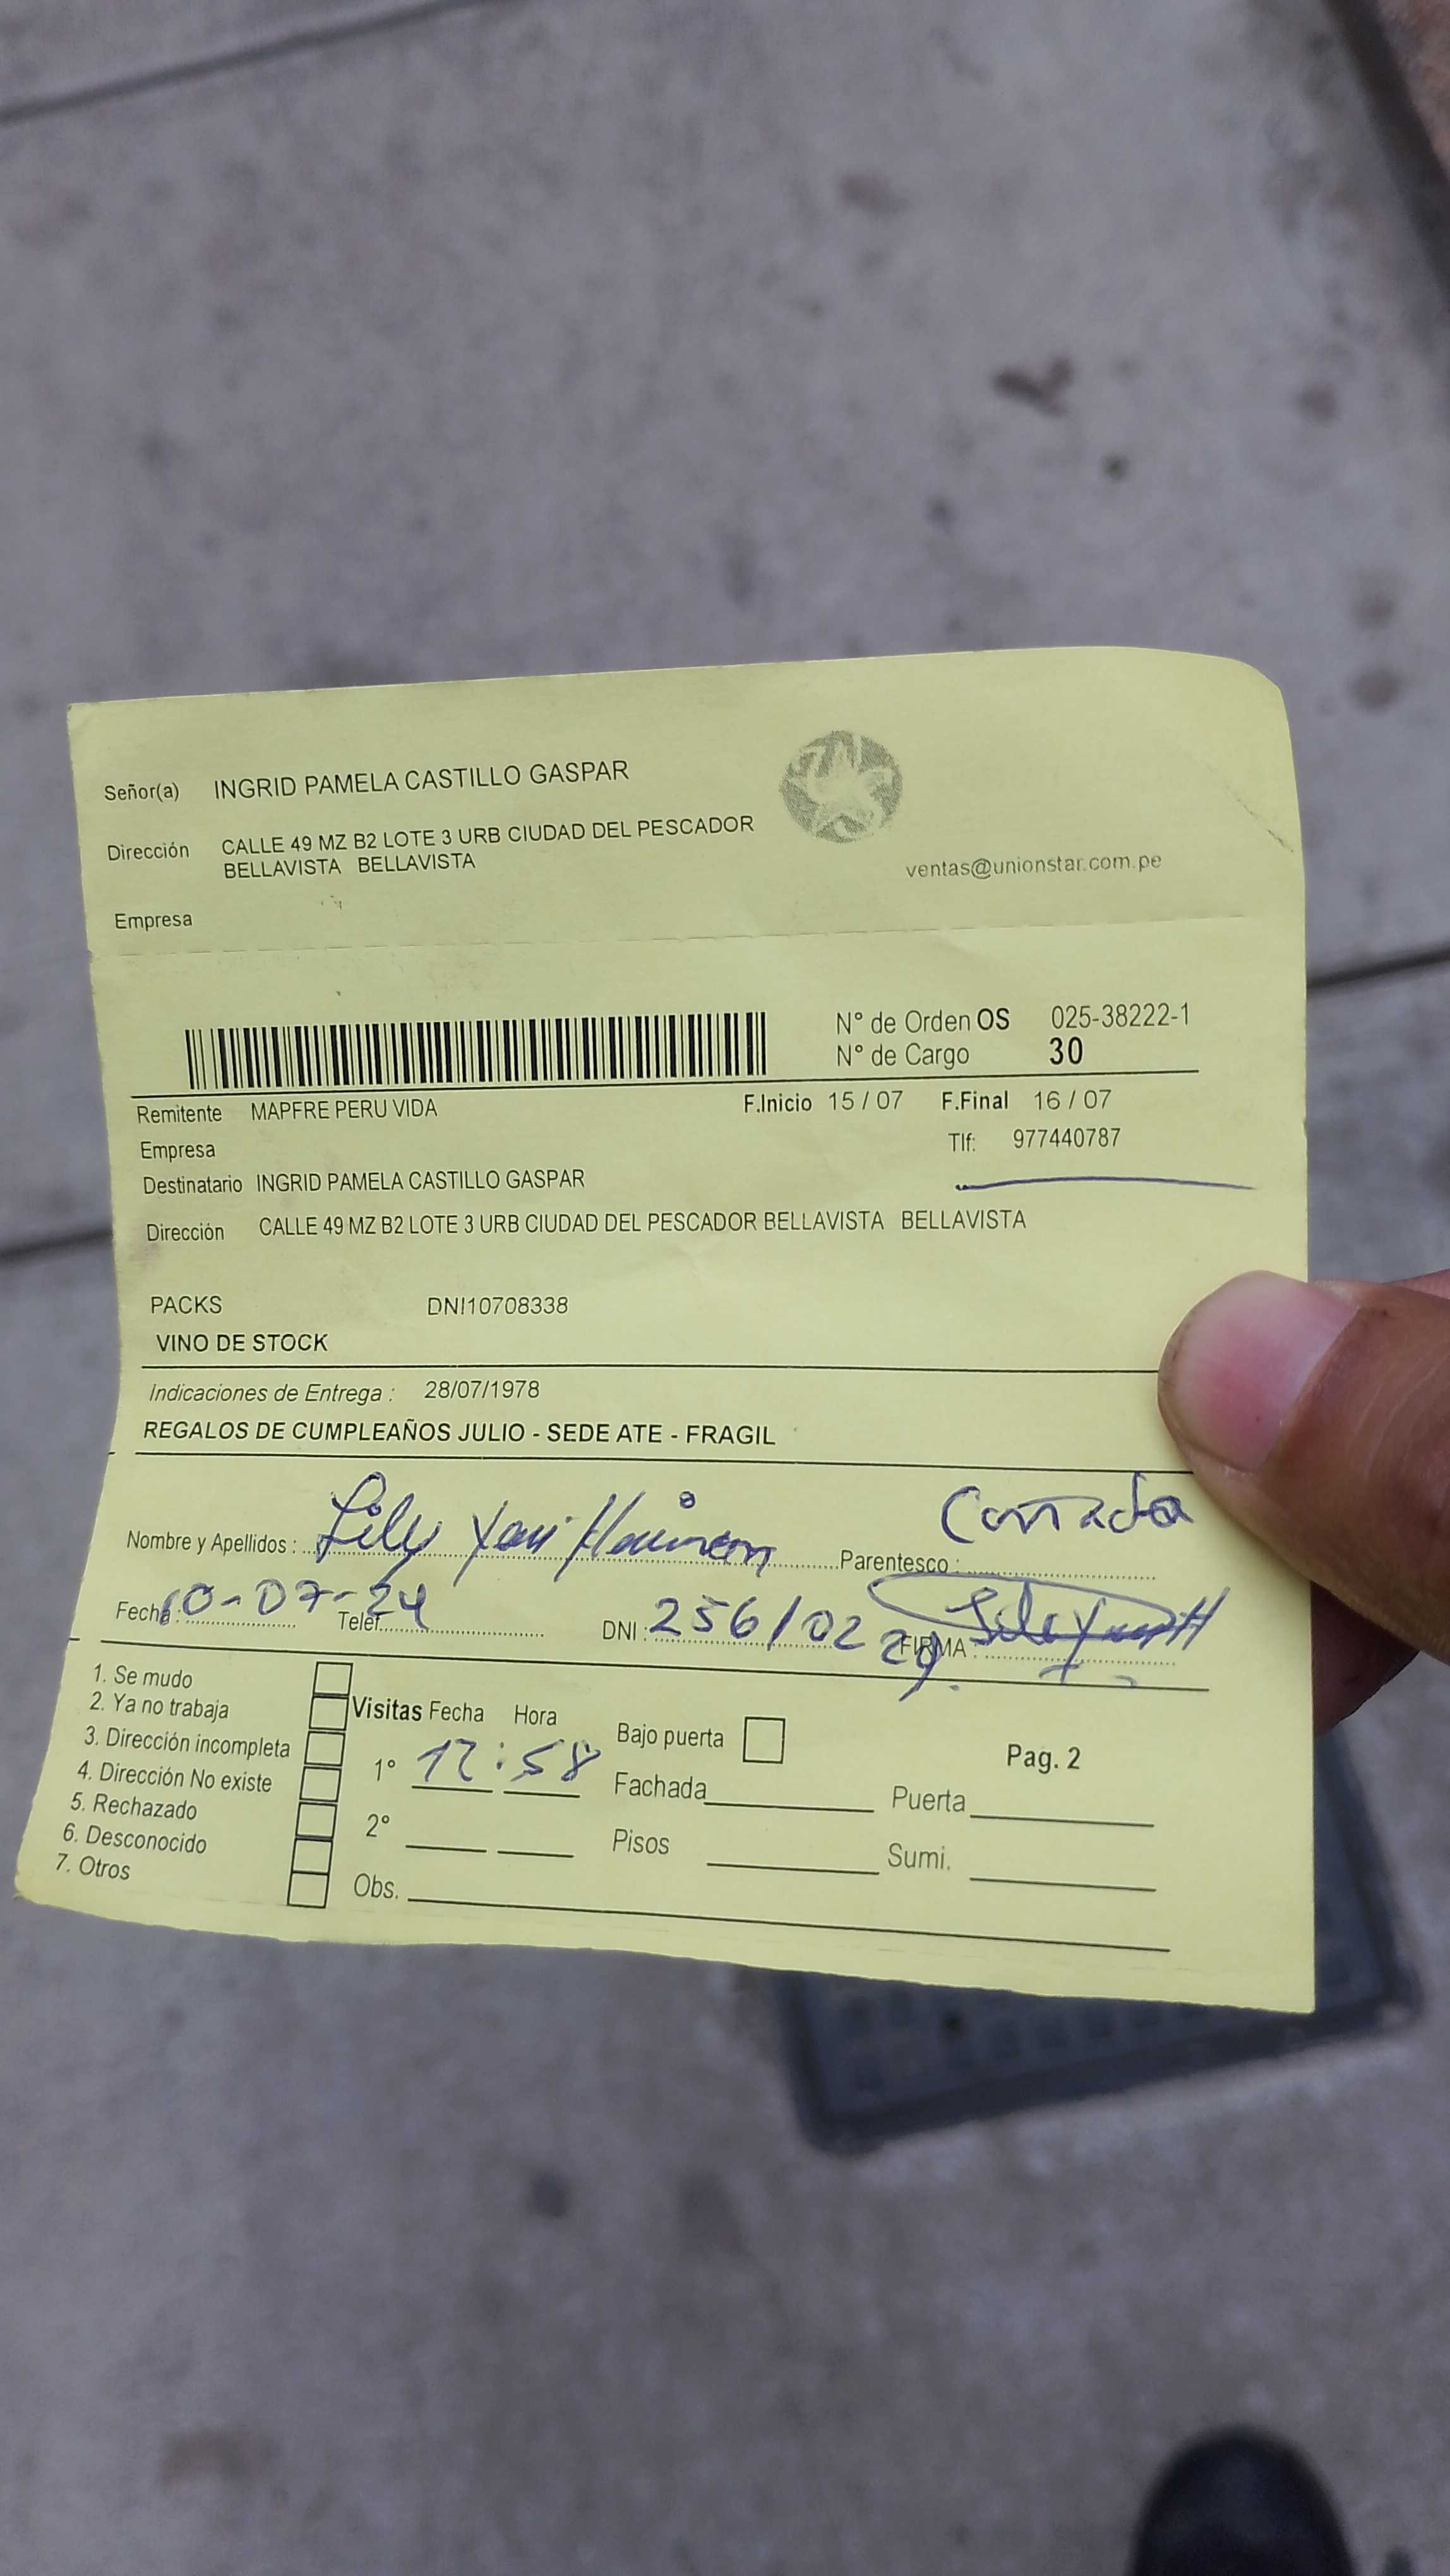 Señor(a) INGRID PAMELA CASTILLO GASPAR
Dirección CALLE 49 MZ B2 LOTE 3 URB CIUDAD DEL PESCADOR
BELLAVISTA BELLAVISTA
ventas@unionstar.com.pe
Empresa
N° de Orden OS 025-38222-1
N° de Cargo 30
Remitente MAPFRE PERU VIDA F.Inicio 15 / 07 F.Final 16 / 07
Empresa Tlf: 977440787
Destinatario INGRID PAMELA CASTILLO GASPAR
Dirección CALLE 49 MZ B2 LOTE 3 URB CIUDAD DEL PESCADOR BELLAVISTA BELLAVISTA
PACKS DNI10708338
VINO DE STOCK
Indicaciones de Entrega : 28/07/1978
REGALOS DE CUMPLEAÑOS JULIO - SEDE ATE - FRAGIL
Nombre y Apellidos : Lily Parentesco :
Fecha : -07-24 Telef. DNI : FIRMA :
1. Se mudo
2. Ya no trabaja
3. Dirección incompleta
4. Dirección No existe
5. Rechazado
6. Desconocido
7. Otros
Visitas Fecha Hora
1° 12:58
2°
Obs.
Bajo puerta
Fachada Puerta
Pisos Sumi.
Pag. 2